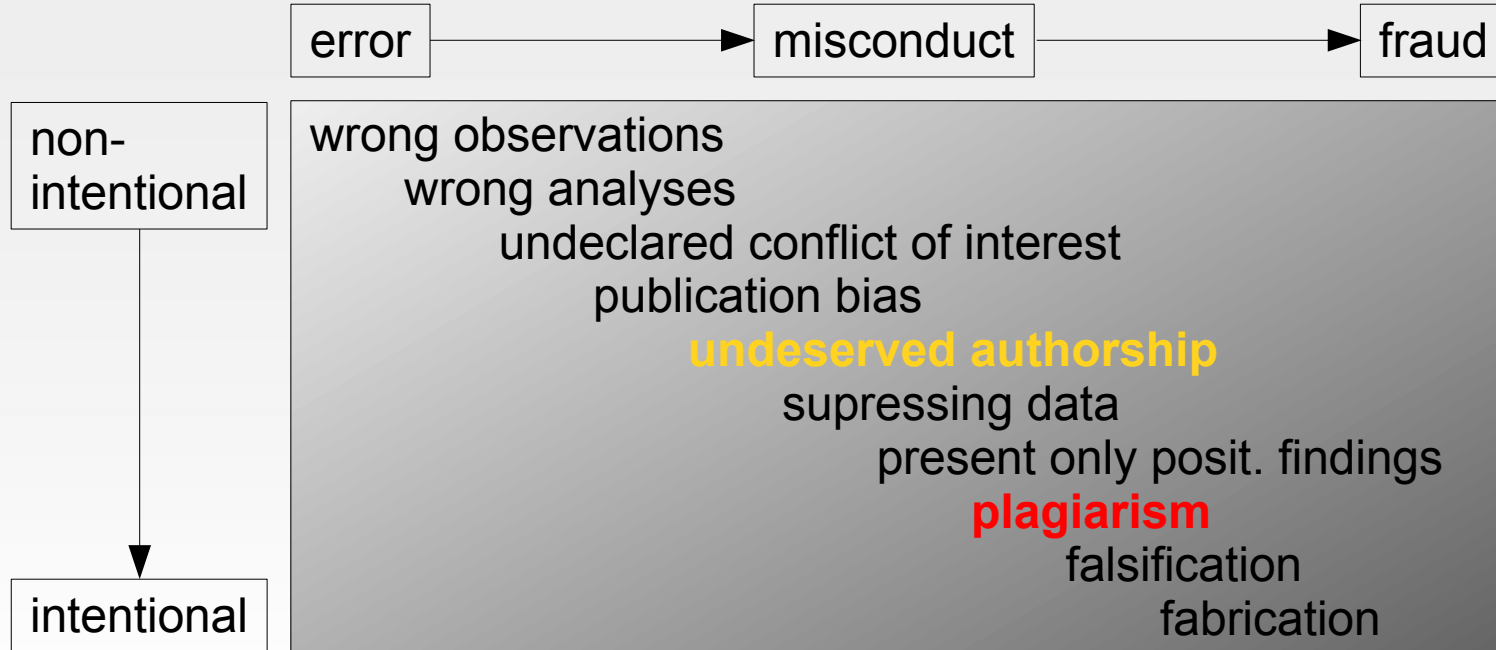 error
misconduct
fraud
non-
intentional
wrong observations
wrong analyses
undeclared conflict of interest
publication bias
undeserved authorship
supressing data
present only posit. findings
plagiarism
falsification
intentional
fabrication